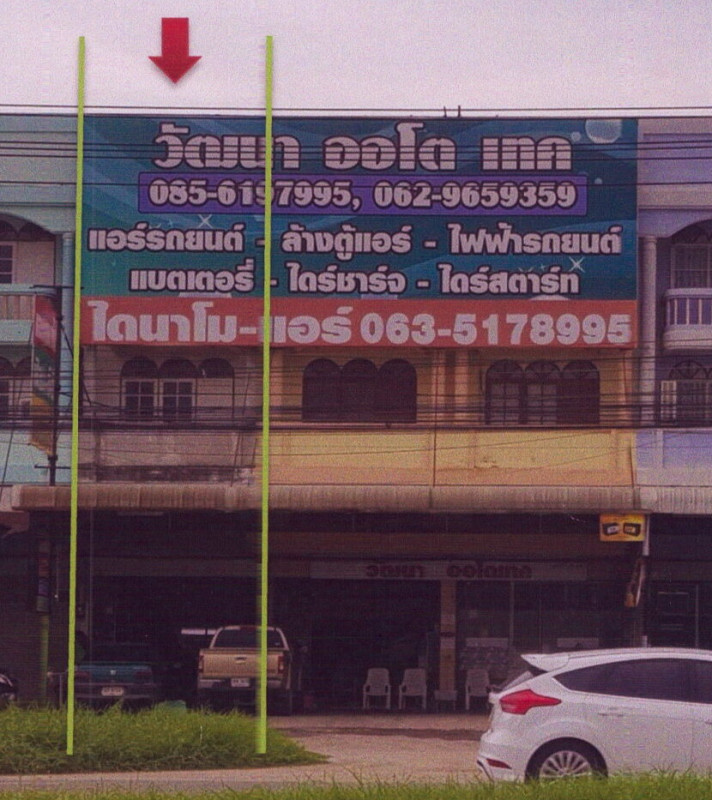 วัฒนา ออโต เทค
085-6197995, 062-9659359
แอร์รถยนต์ - ล้างตู้แอร์ - ไฟฟ้ารถยนต์
แบตเตอรี่ - ไดร์ชาร์จ - ไดร์สตาร์ท
ไดนาโม-แอร์ 063-5178995
วัฒนา ออโตเทค